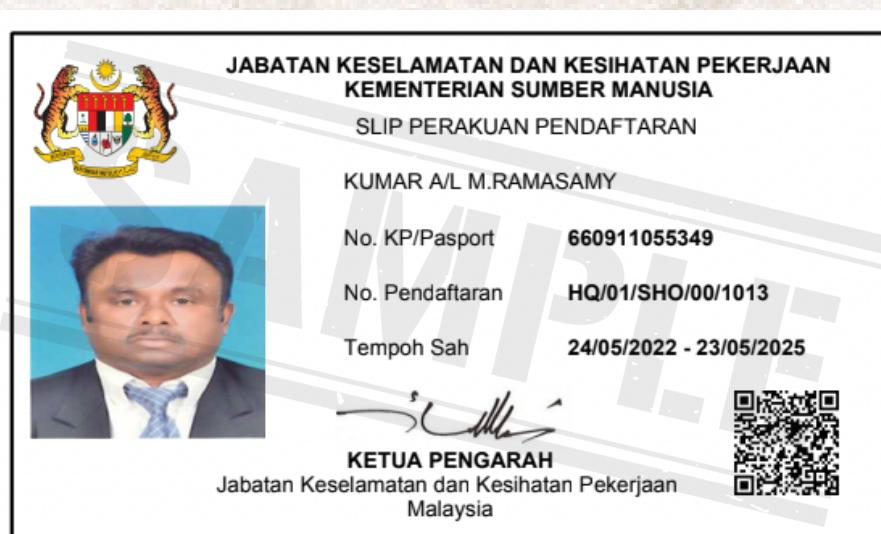 JABATAN KESELAMATAN DAN KESIHATAN PEKERJAAN
KEMENTERIAN SUMBER MANUSIA
SLIP PERAKUAN PENDAFTARAN
KUMAR A/L M.RAMASAMY
No. KP/Pasport 660911055349
No. Pendaftaran HQ/01/SHO/00/1013
Tempoh Sah 24/05/2022 - 23/05/2025
SAMPLE
KETUA PENGARAH
Jabatan Keselamatan dan Kesihatan Pekerjaan
Malaysia